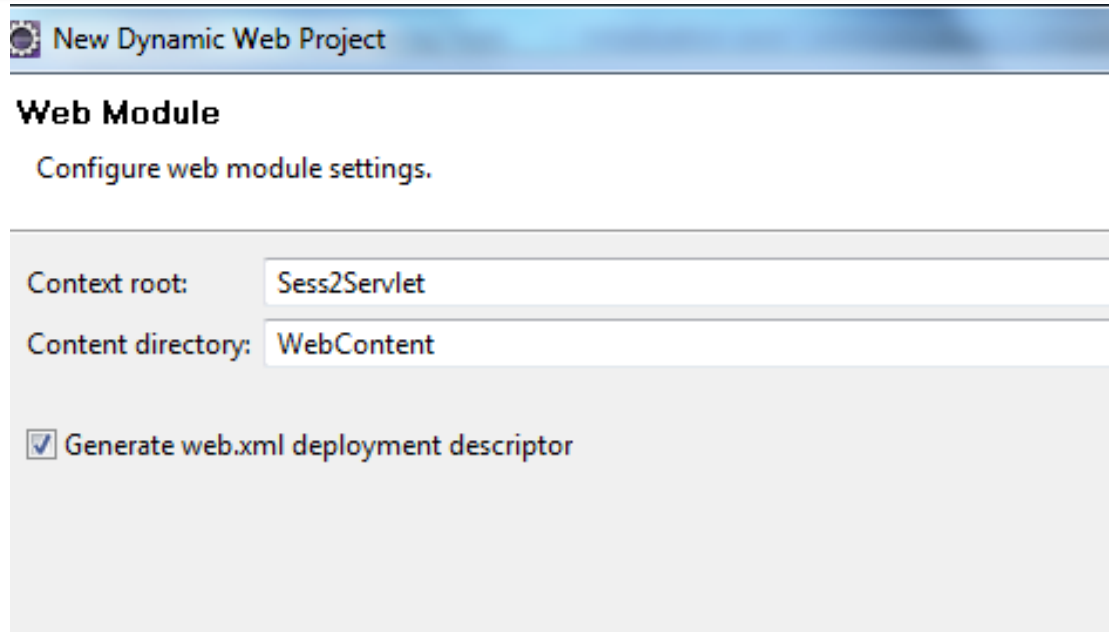 New Dynamic Web Project
Web Module
Configure web module settings.
Context root: Sess2Servlet
Content directory: WebContent
Generate web.xml deployment descriptor